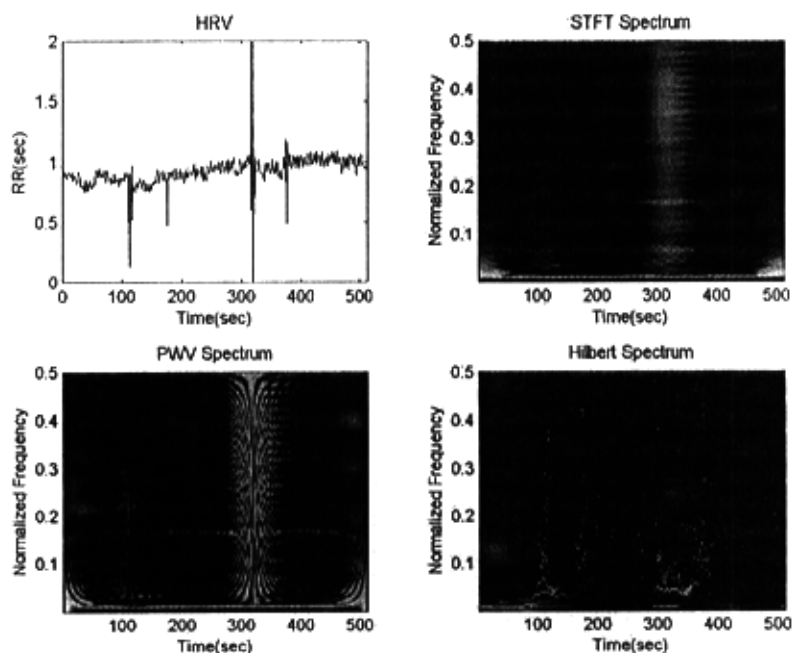 HRV
2
1.5
1
0.5
0
RR(sec)
0 100 200 300 400 500
Time(sec)
STFT Spectrum
0.5
0.4
0.3
0.2
0.1
Normalized Frequency
100 200 300 400 500
Time(sec)
PWV Spectrum
0.5
0.4
0.3
0.2
0.1
Normalized Frequency
100 200 300 400 500
Time(sec)
Hilbert Spectrum
0.5
0.4
0.3
0.2
0.1
Normalized Frequency
100 200 300 400 500
Time(sec)